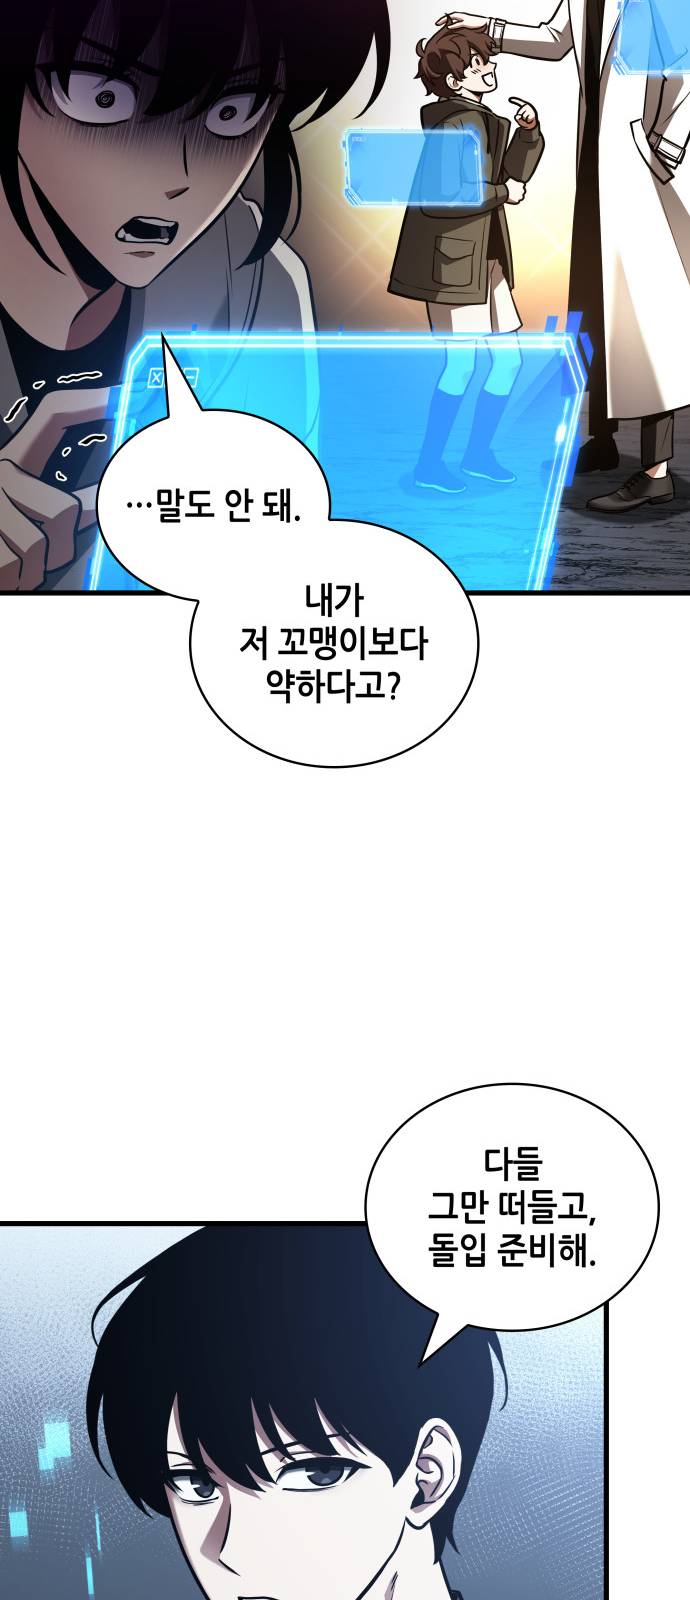 …말도 안 돼.
내가
저 꼬맹이보다
약하다고?
다들
그만 떠들고,
돌입 준비해.